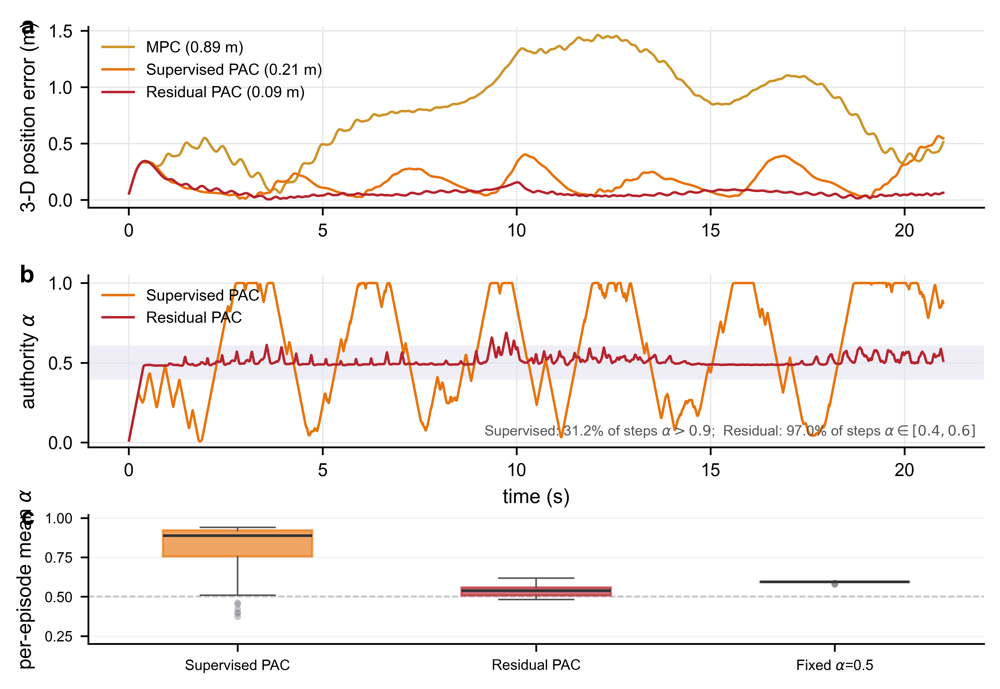 a
3-D position error (m)
1.5
1.0
0.5
0.0
MPC (0.89 m)
Supervised PAC (0.21 m)
Residual PAC (0.09 m)
0 5 10 15 20
b
authority α
1.0
0.5
0.0
Supervised PAC
Residual PAC
Supervised: 31.2% of steps α > 0.9; Residual: 97.0% of steps α ∈ [0.4, 0.6]
0 5 10 15 20
time (s)
c
per-episode mean α
1.00
0.75
0.50
0.25
Supervised PAC Residual PAC Fixed α=0.5